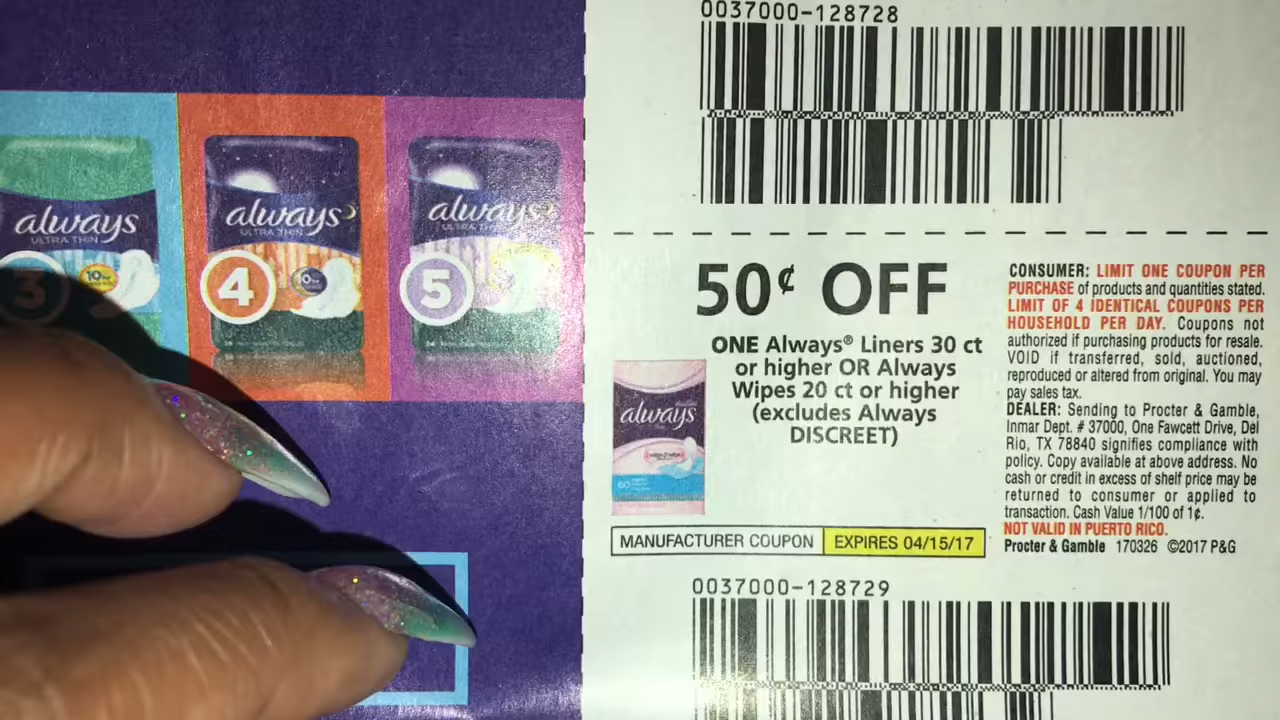 always
ULTRA THIN
10
3
always
ULTRA THIN
4
10
always
ULTRA THIN
5
0037000-128728
50¢ OFF
ONE Always® Liners 30 ct
or higher OR Always
Wipes 20 ct or higher
(excludes Always
DISCREET)
always
60
MANUFACTURER COUPON EXPIRES 04/15/17
CONSUMER: LIMIT ONE COUPON PER
PURCHASE of products and quantities stated.
LIMIT OF 4 IDENTICAL COUPONS PER
HOUSEHOLD PER DAY. Coupons not
authorized if purchasing products for resale.
VOID if transferred, sold, auctioned,
reproduced or altered from original. You may
pay sales tax.
DEALER: Sending to Procter & Gamble,
Inmar Dept. # 37000, One Fawcett Drive, Del
Rio, TX 78840 signifies compliance with
policy. Copy available at above address. No
cash or credit in excess of shelf price may be
returned to consumer or applied to
transaction. Cash Value 1/100 of 1¢.
NOT VALID IN PUERTO RICO.
Procter & Gamble 170326 ©2017 P&G
0037000-128729